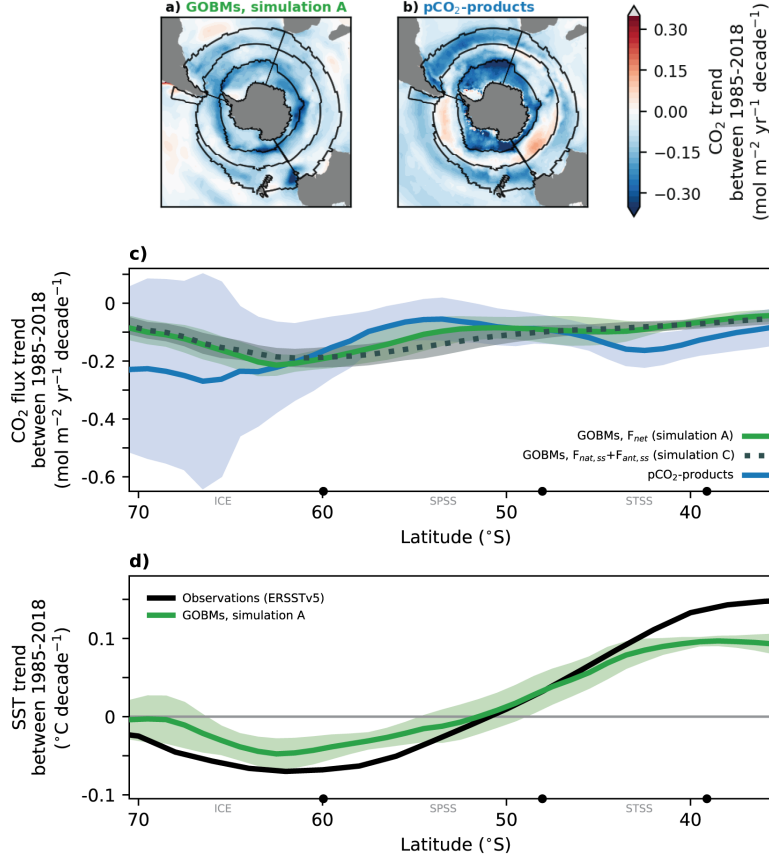 a) GOBMs, simulation A
b) pCO₂-products
0.30
0.15
0.00
−0.15
−0.30
CO₂ trend
between 1985-2018
(mol m⁻² yr⁻¹ decade⁻¹)
c)
0
-0.2
-0.4
-0.6
CO₂ flux trend
between 1985-2018
(mol m⁻² yr⁻¹ decade⁻¹)
GOBMs, Fnet (simulation A)
GOBMs, Fnat,ss+Fant,ss (simulation C)
pCO₂-products
70
60
50
40
ICE
SPSS
STSS
Latitude (°S)
d)
Observations (ERSSTv5)
GOBMs, simulation A
0.1
0
-0.1
SST trend
between 1985-2018
(°C decade⁻¹)
70
60
50
40
ICE
SPSS
STSS
Latitude (°S)